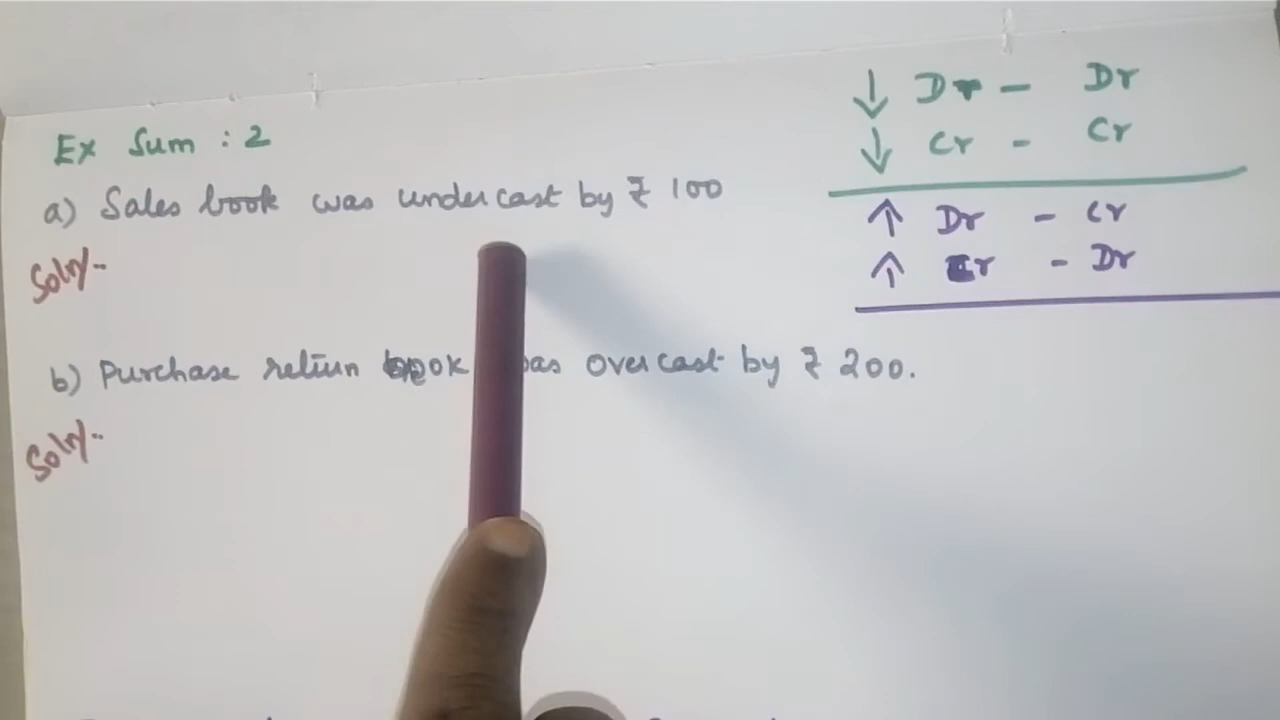 Ex Sum : 2
a) Sales book was undercast by ₹ 100
Soln/-
b) Purchase return book was overcast by ₹ 200.
Soln/-
↓ Dr - Dr
↓ Cr - Cr
↑ Dr - Cr
↑ Cr - Dr